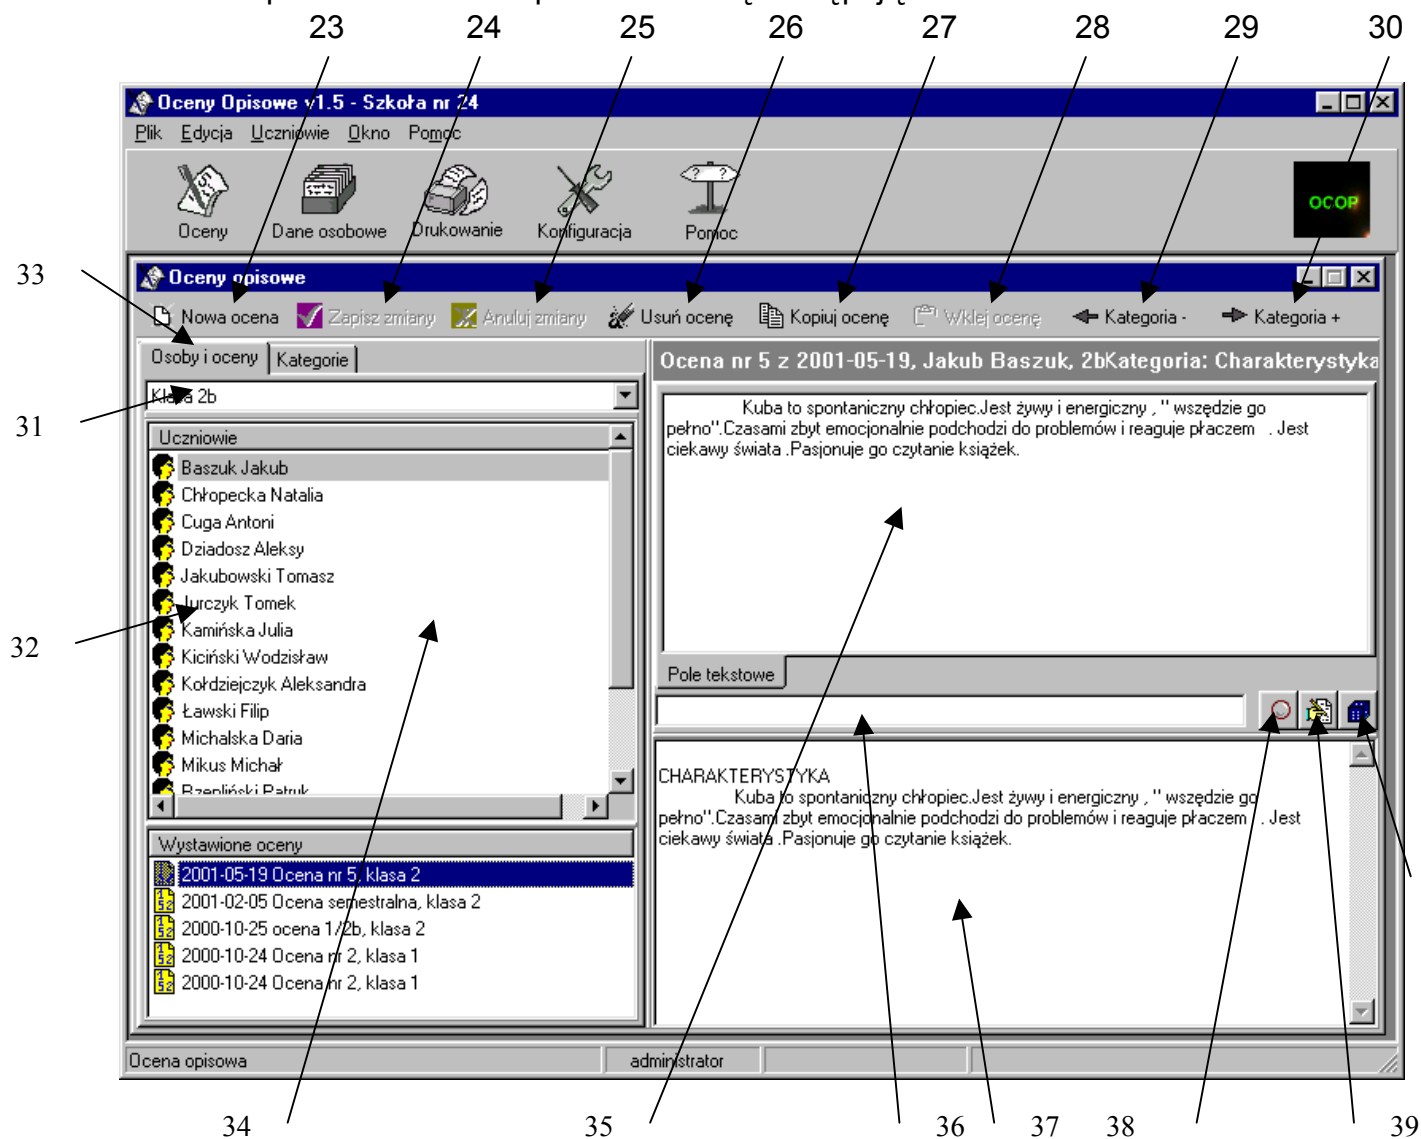 23 24 25 26 27 28 29 30
Oceny Opisowe v1.5 - Szkoła nr 24
Plik Edycja Uczniowie Okno Pomoc
OCOP
Oceny Dane osobowe Drukowanie Konfiguracja Pomoc
33
Oceny opisowe
Nowa ocena Zapisz zmiany Anuluj zmiany Usuń ocenę Kopiuj ocenę Wklej ocenę Kategoria - Kategoria +
Osoby i oceny Kategorie
Ocena nr 5 z 2001-05-19, Jakub Baszuk, 2bKategoria: Charakterystyka
31
Klasa 2b
Uczniowie
Baszuk Jakub
Chłopecka Natalia
Cuga Antoni
Dziadosz Aleksy
Jakubowski Tomasz
Jurczyk Tomek
32
Kamińska Julia
Kiciński Wodzisław
Kołdziejczyk Aleksandra
Ławski Filip
Michalska Daria
Mikus Michał
Rzepliński Patryk
Wystawione oceny
2001-05-19 Ocena nr 5, klasa 2
2001-02-05 Ocena semestralna, klasa 2
2000-10-25 ocena 1/2b, klasa 2
2000-10-24 Ocena nr 2, klasa 1
2000-10-24 Ocena nr 2, klasa 1
Kuba to spontaniczny chłopiec.Jest żywy i energiczny , " wszędzie go
pełno".Czasami zbyt emocjonalnie podchodzi do problemów i reaguje płaczem . Jest
ciekawy świata .Pasjonuje go czytanie książek.
Pole tekstowe
CHARAKTERYSTYKA
Kuba to spontaniczny chłopiec.Jest żywy i energiczny , " wszędzie go
pełno".Czasami zbyt emocjonalnie podchodzi do problemów i reaguje płaczem . Jest
ciekawy świata .Pasjonuje go czytanie książek.
Ocena opisowa administrator
34 35 36 37 38 39